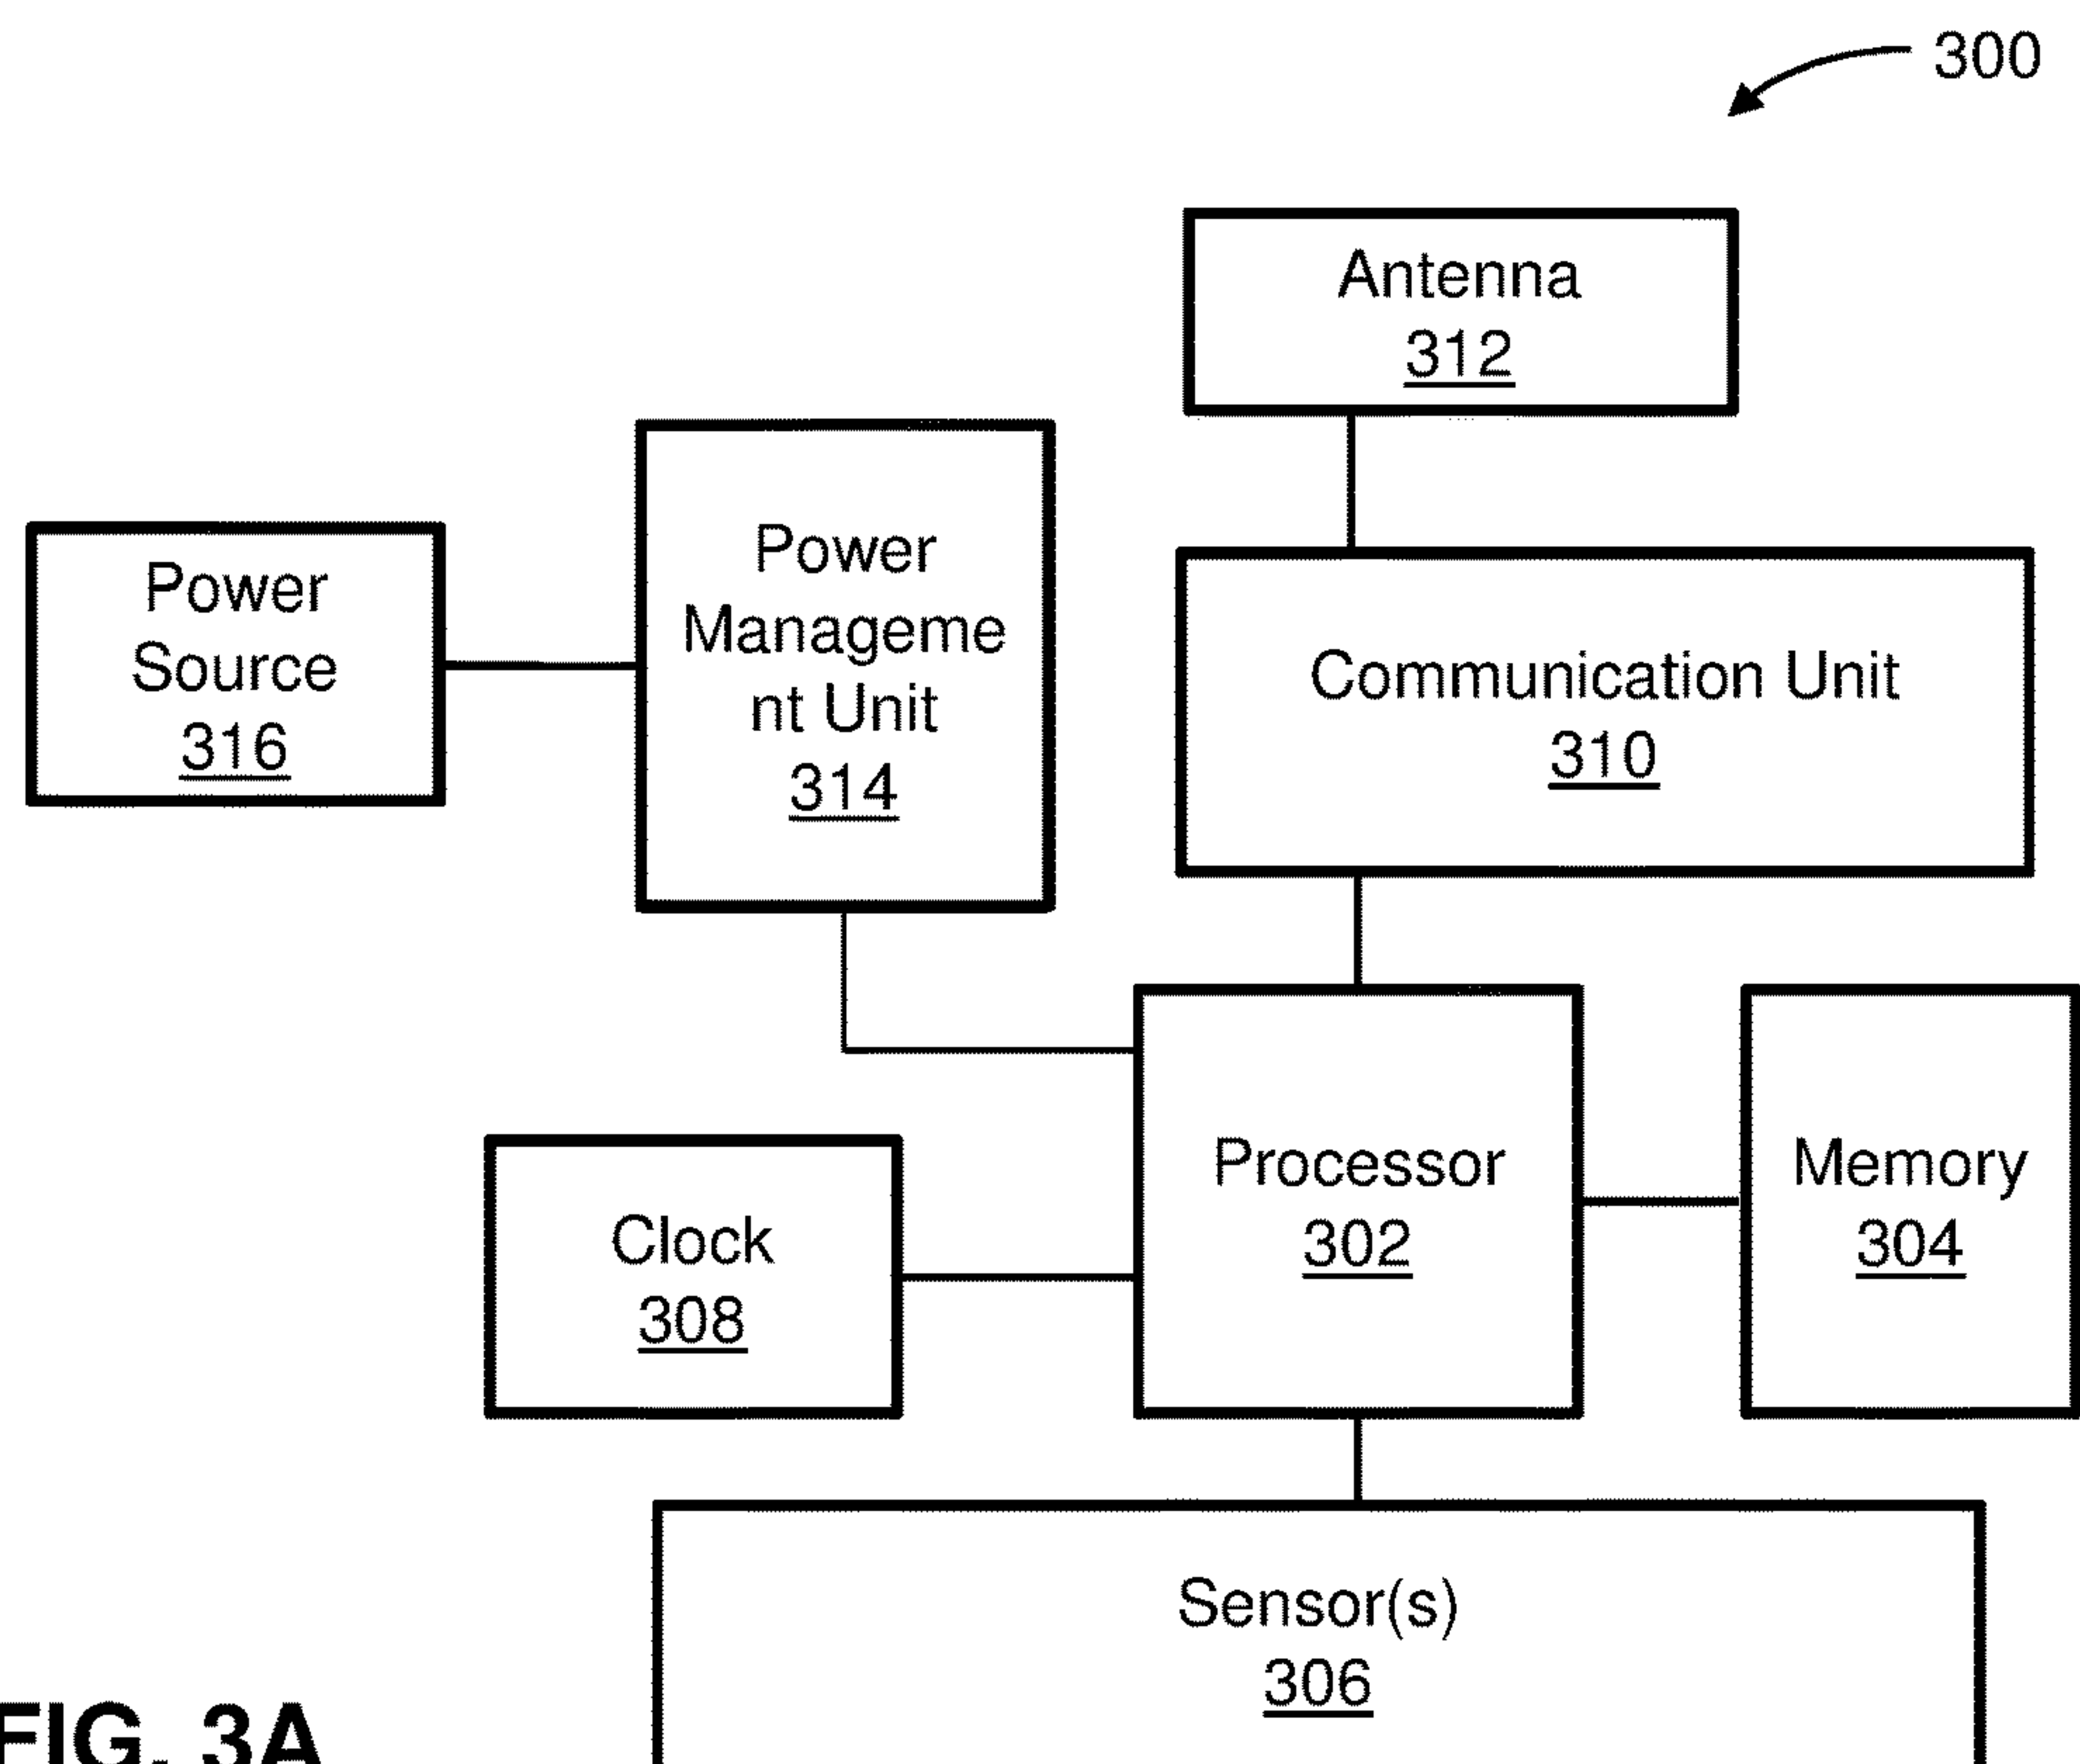 300
Antenna
312
Power
Manageme
nt Unit
314
Power
Source
316
Communication Unit
310
Processor
302
Memory
304
Clock
308
Sensor(s)
306
FIG. 3A